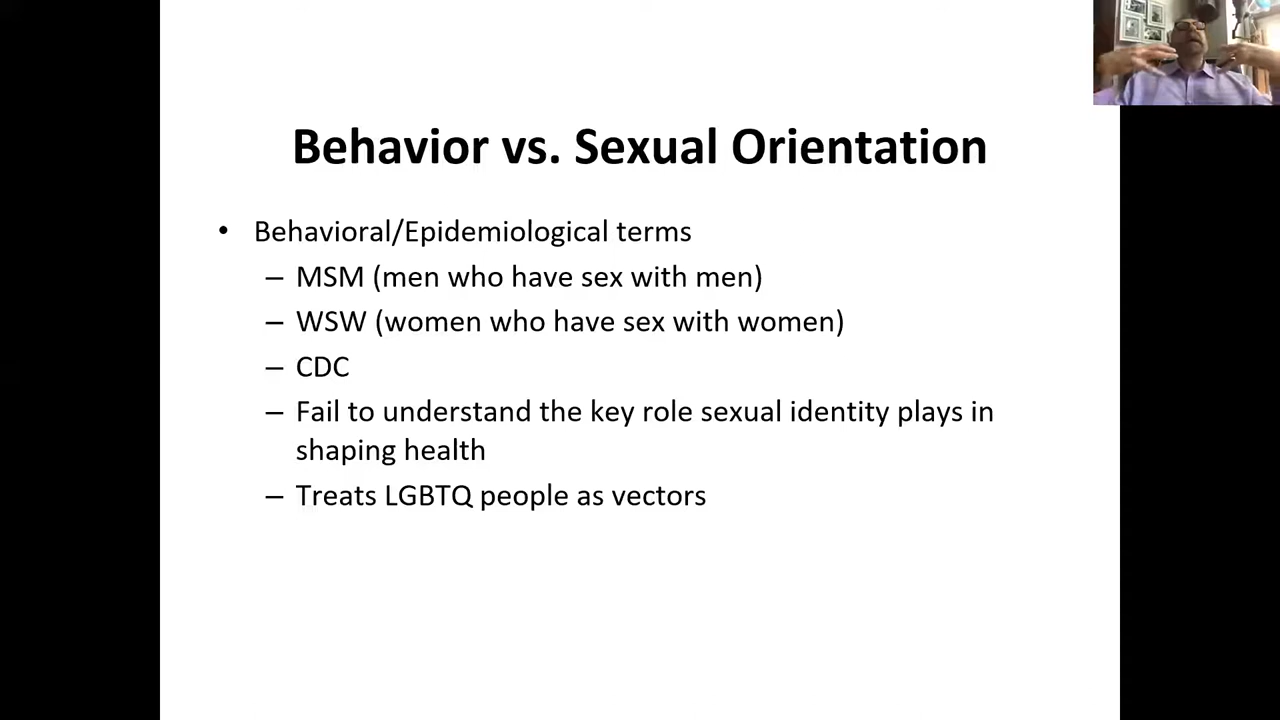 Behavior vs. Sexual Orientation
• Behavioral/Epidemiological terms
– MSM (men who have sex with men)
– WSW (women who have sex with women)
– CDC
– Fail to understand the key role sexual identity plays in
shaping health
– Treats LGBTQ people as vectors